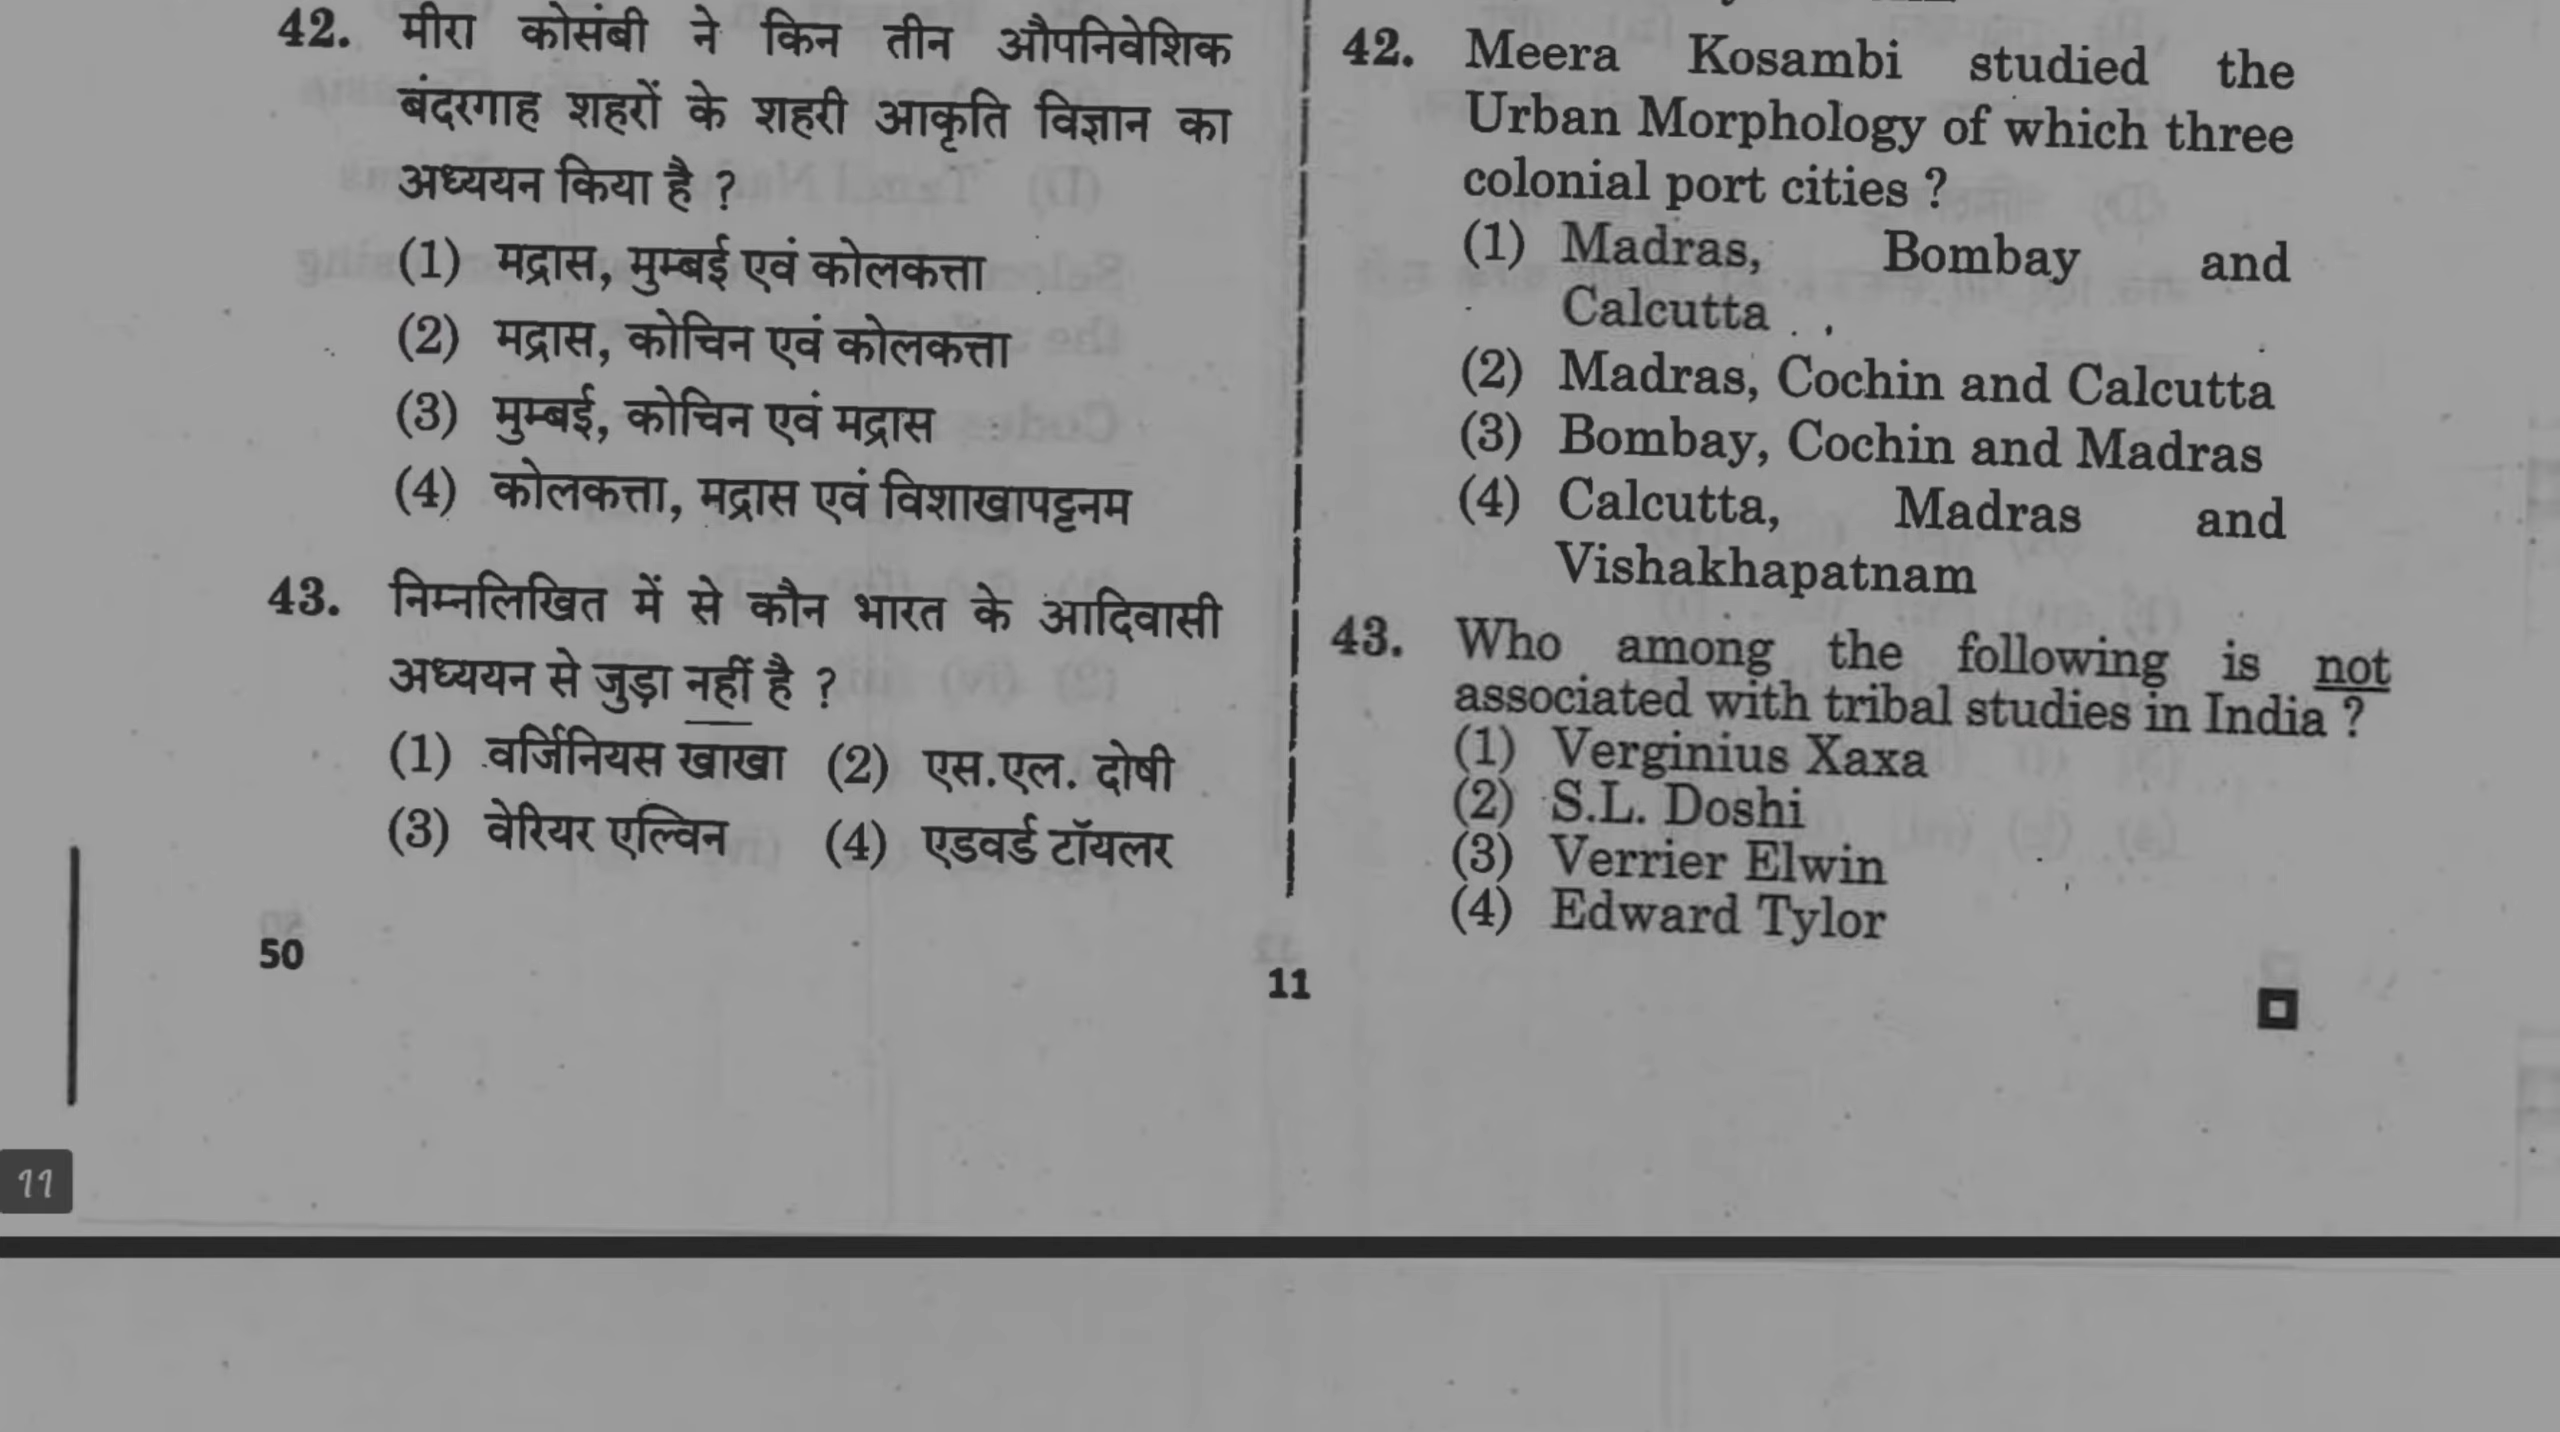 42. मीरा कोसंबी ने किन तीन औपनिवेशिक
बंदरगाह शहरों के शहरी आकृति विज्ञान का
अध्ययन किया है ?
(1) मद्रास, मुम्बई एवं कोलकत्ता
(2) मद्रास, कोचिन एवं कोलकत्ता
(3) मुम्बई, कोचिन एवं मद्रास
(4) कोलकत्ता, मद्रास एवं विशाखापट्टनम
43. निम्नलिखित में से कौन भारत के आदिवासी
अध्ययन से जुड़ा नहीं है ?
(1) वर्जिनियस खाखा (2) एस.एल. दोषी
(3) वेरियर एल्विन (4) एडवर्ड टॉयलर
50
42. Meera Kosambi studied the
Urban Morphology of which three
colonial port cities ?
(1) Madras, Bombay and
Calcutta
(2) Madras, Cochin and Calcutta
(3) Bombay, Cochin and Madras
(4) Calcutta, Madras and
Vishakhapatnam
43. Who among the following is not
associated with tribal studies in India ?
(1) Verginius Xaxa
(2) S.L. Doshi
(3) Verrier Elwin
(4) Edward Tylor
11
11